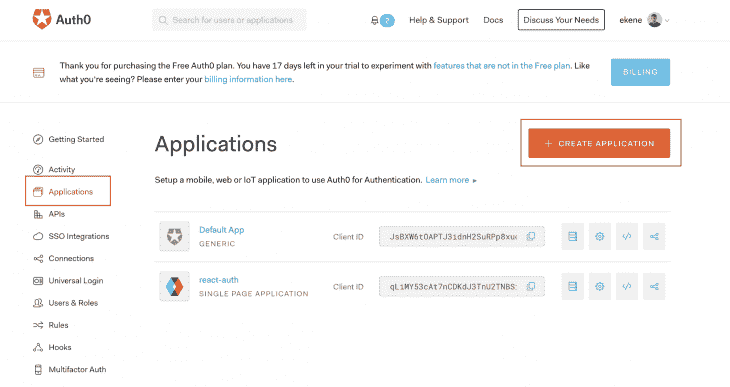 Auth0
Search for users or applications
2
Help & Support
Docs
Discuss Your Needs
ekene
Thank you for purchasing the Free Auth0 plan. You have 17 days left in your trial to experiment with features that are not in the Free plan. Like
what you're seeing? Please enter your billing information here.
BILLING
Getting Started
Activity
Applications
APIs
SSO Integrations
Connections
Universal Login
Users & Roles
Rules
Hooks
Multifactor Auth
Applications
+ CREATE APPLICATION
Setup a mobile, web or IoT application to use Auth0 for Authentication. Learn more
Default App
GENERIC
Client ID
react-auth
SINGLE PAGE APPLICATION
Client ID